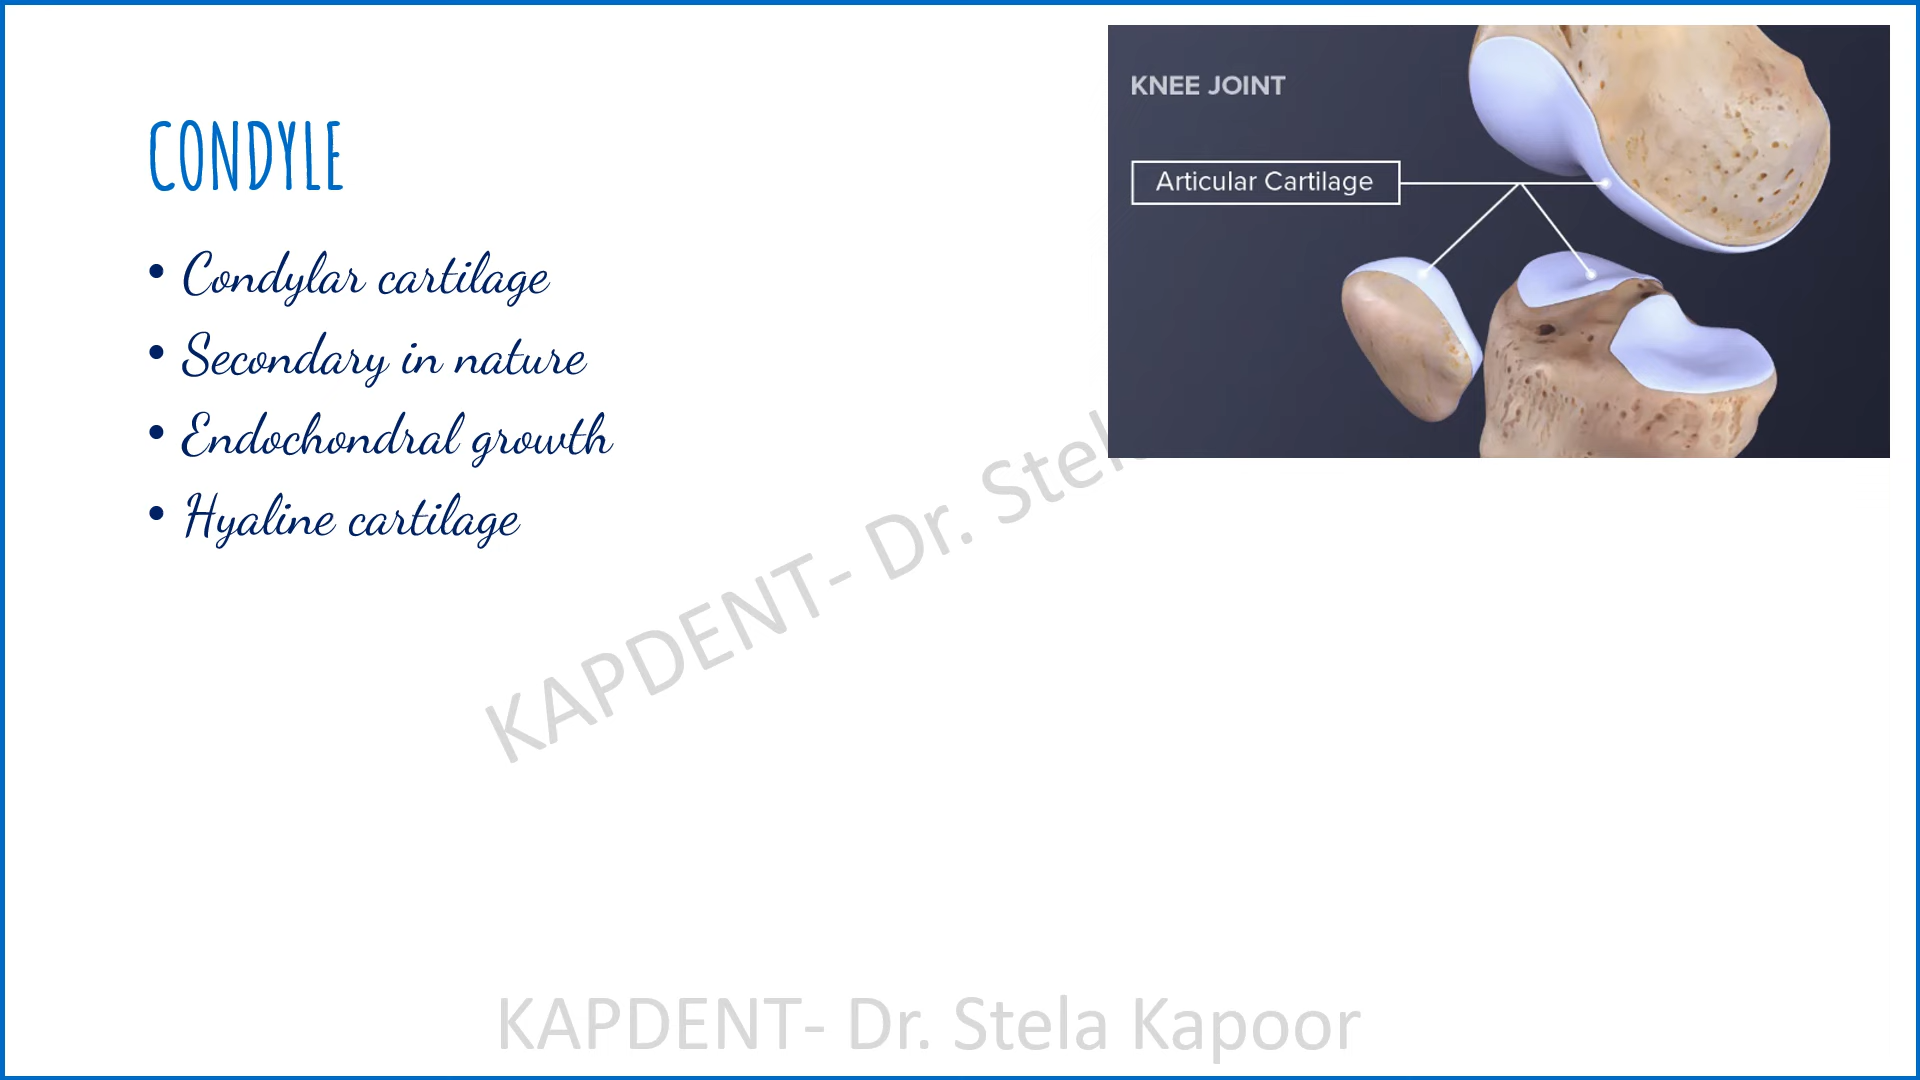 CONDYLE
• Condylar cartilage
• Secondary in nature
• Endochondral growth
• Hyaline cartilage
KNEE JOINT
Articular Cartilage
KAPDENT- Dr. Stel
KAPDENT- Dr. Stela Kapoor